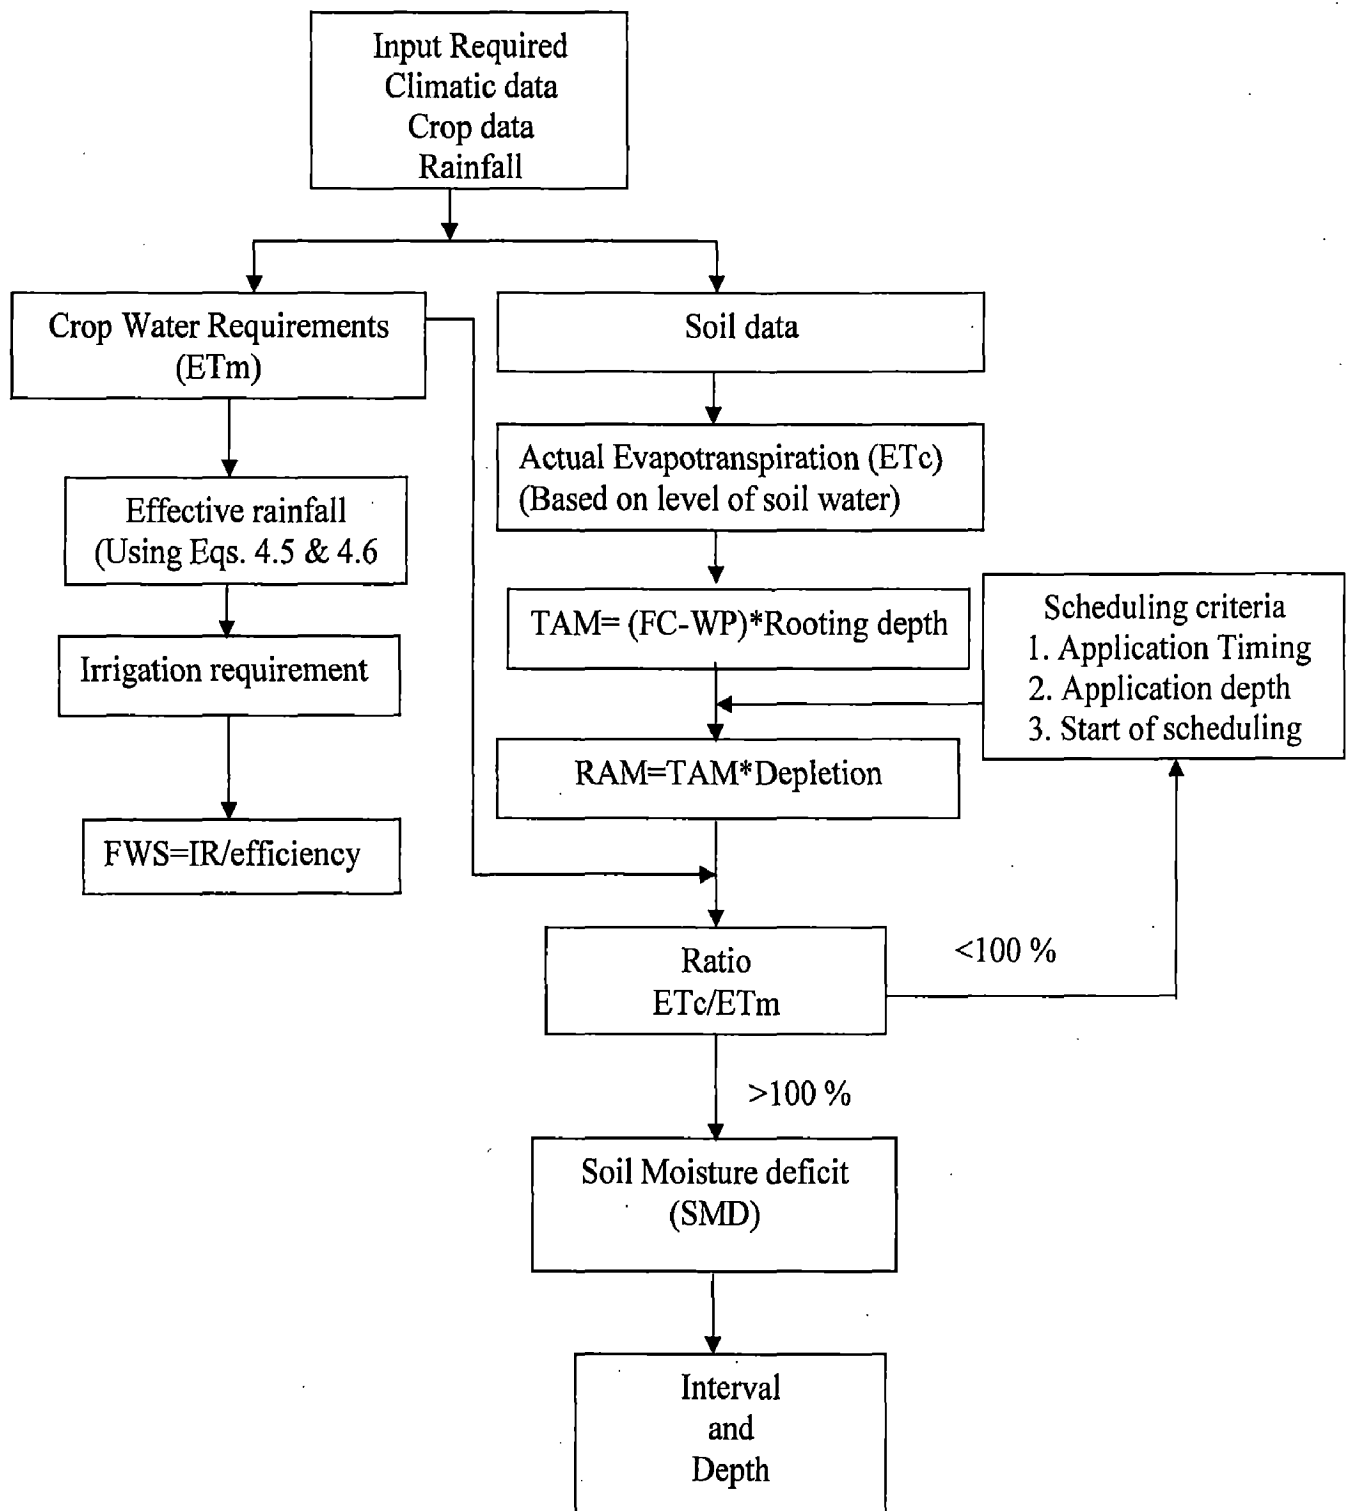 Input Required
Climatic data
Crop data
Rainfall
Crop Water Requirements
(ETm)
Soil data
Actual Evapotranspiration (ETc)
(Based on level of soil water)
Effective rainfall
(Using Eqs. 4.5 & 4.6
TAM= (FC-WP)*Rooting depth
Scheduling criteria
1. Application Timing
2. Application depth
3. Start of scheduling
Irrigation requirement
RAM=TAM*Depletion
FWS=IR/efficiency
Ratio
ETc/ETm
<100 %
>100 %
Soil Moisture deficit
(SMD)
Interval
and
Depth